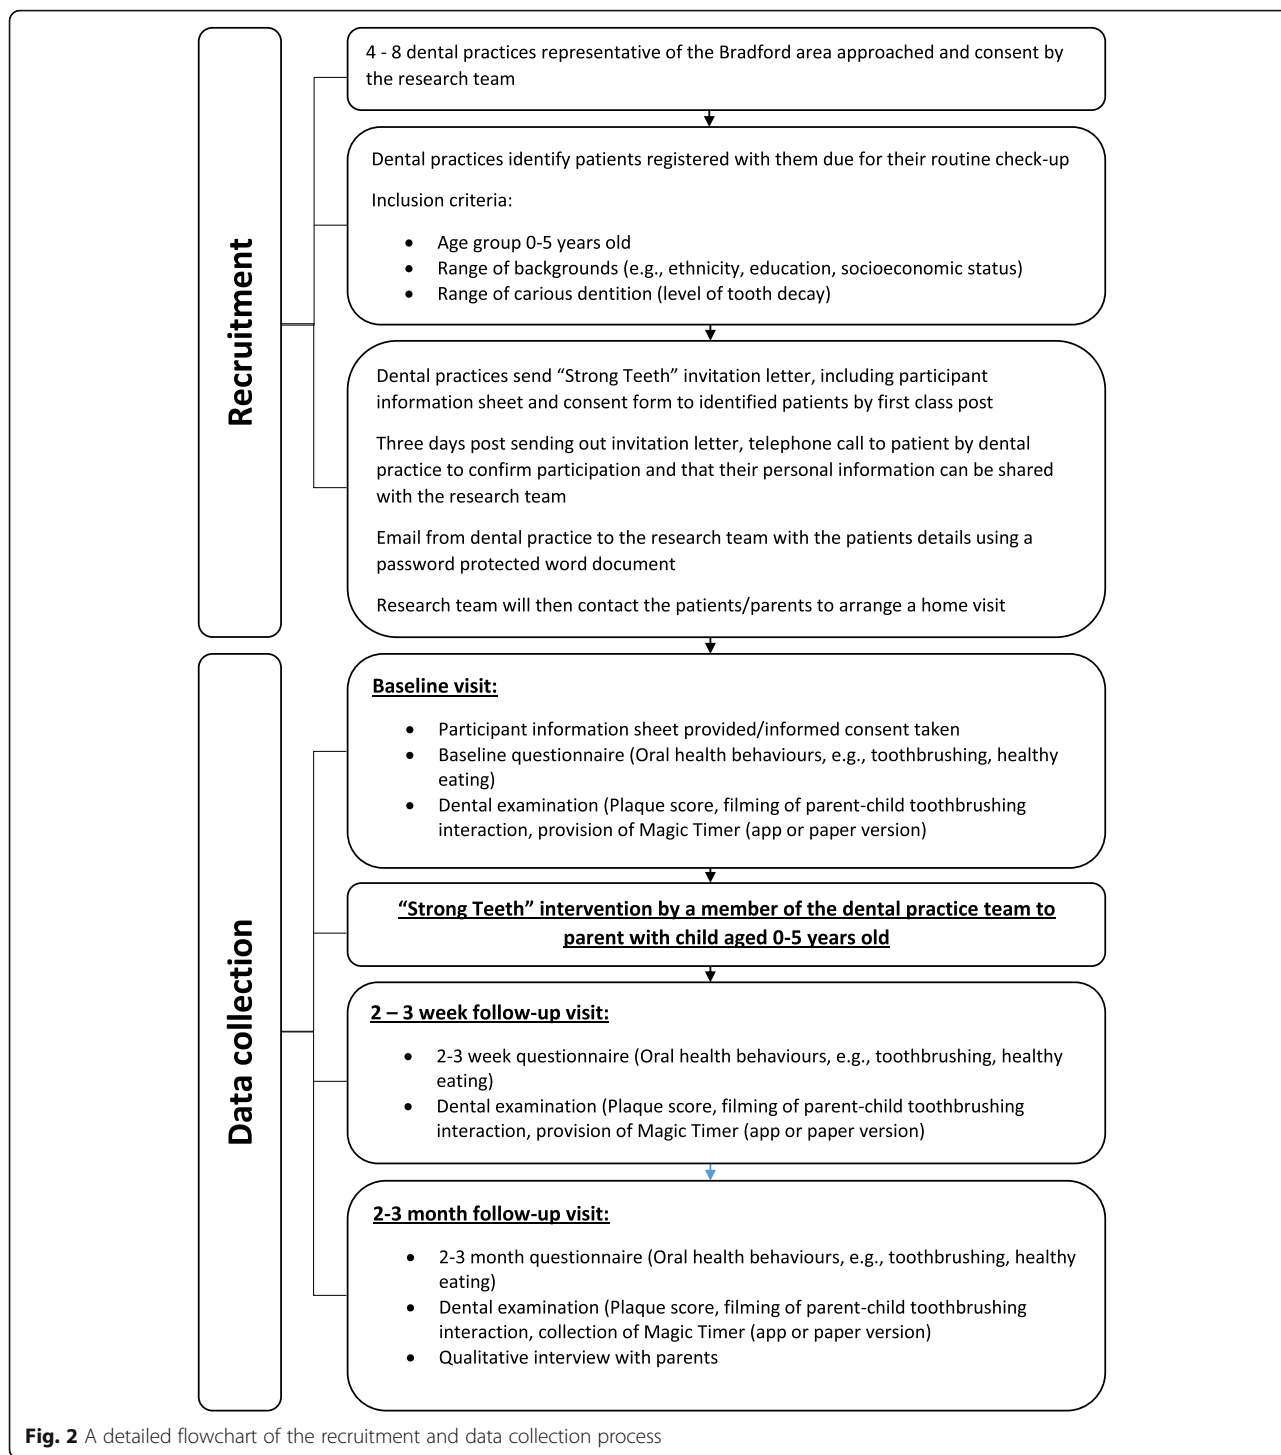 Recruitment
4 - 8 dental practices representative of the Bradford area approached and consent by
the research team
Dental practices identify patients registered with them due for their routine check-up
Inclusion criteria:
• Age group 0-5 years old
• Range of backgrounds (e.g., ethnicity, education, socioeconomic status)
• Range of carious dentition (level of tooth decay)
Dental practices send “Strong Teeth” invitation letter, including participant
information sheet and consent form to identified patients by first class post
Three days post sending out invitation letter, telephone call to patient by dental
practice to confirm participation and that their personal information can be shared
with the research team
Email from dental practice to the research team with the patients details using a
password protected word document
Research team will then contact the patients/parents to arrange a home visit
Data collection
Baseline visit:
• Participant information sheet provided/informed consent taken
• Baseline questionnaire (Oral health behaviours, e.g., toothbrushing, healthy
eating)
• Dental examination (Plaque score, filming of parent-child toothbrushing
interaction, provision of Magic Timer (app or paper version)
“Strong Teeth” intervention by a member of the dental practice team to
parent with child aged 0-5 years old
2 – 3 week follow-up visit:
• 2-3 week questionnaire (Oral health behaviours, e.g., toothbrushing, healthy
eating)
• Dental examination (Plaque score, filming of parent-child toothbrushing
interaction, provision of Magic Timer (app or paper version)
2-3 month follow-up visit:
• 2-3 month questionnaire (Oral health behaviours, e.g., toothbrushing, healthy
eating)
• Dental examination (Plaque score, filming of parent-child toothbrushing
interaction, collection of Magic Timer (app or paper version)
• Qualitative interview with parents
Fig. 2 A detailed flowchart of the recruitment and data collection process